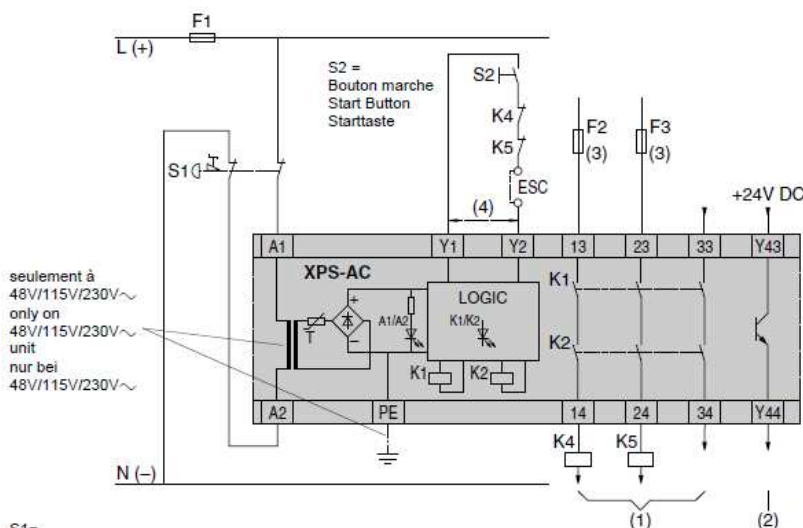 F1
L (+)
S2 =
Bouton marche
Start Button
Starttaste
S2
K4
K5
ESC
(4)
F2
(3)
F3
(3)
+24V DC
S1
A1
Y1
Y2
13
23
33
Y43
XPS-AC
LOGIC
seulement à
48V/115V/230V~
only on
48V/115V/230V~
unit
nur bei
48V/115V/230V~
+
−
T
A1/A2
K1/K2
K1
K2
K1
K2
A2
PE
14
24
34
Y44
K4
K5
N (−)
(1)
(2)
S1=